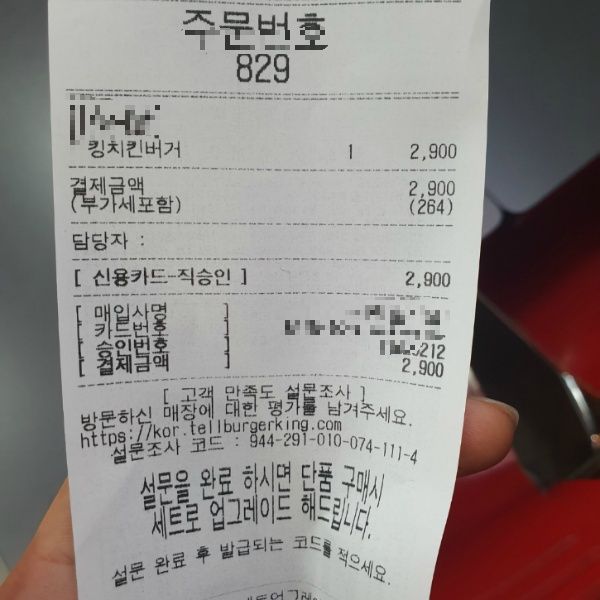 주문번호
829
킹치킨버거 1 2,900
결제금액 2,900
(부가세포함) (264)
담당자 :
[ 신용카드-직승인 ] 2,900
[ 매입사명 ]
[ 카드번호 ]
[ 승인번호 ] 212
[ 결제금액 ] 2,900
[ 고객 만족도 설문조사 ]
방문하신 매장에 대한 평가를 남겨주세요.
https://kor.tellburgerking.com
설문조사 코드 : 944-291-010-074-111-4
설문을 완료 하시면 단품 구매시
세트로 업그레이드 해드립니다.
설문 완료 후 발급되는 코드를 적으세요.